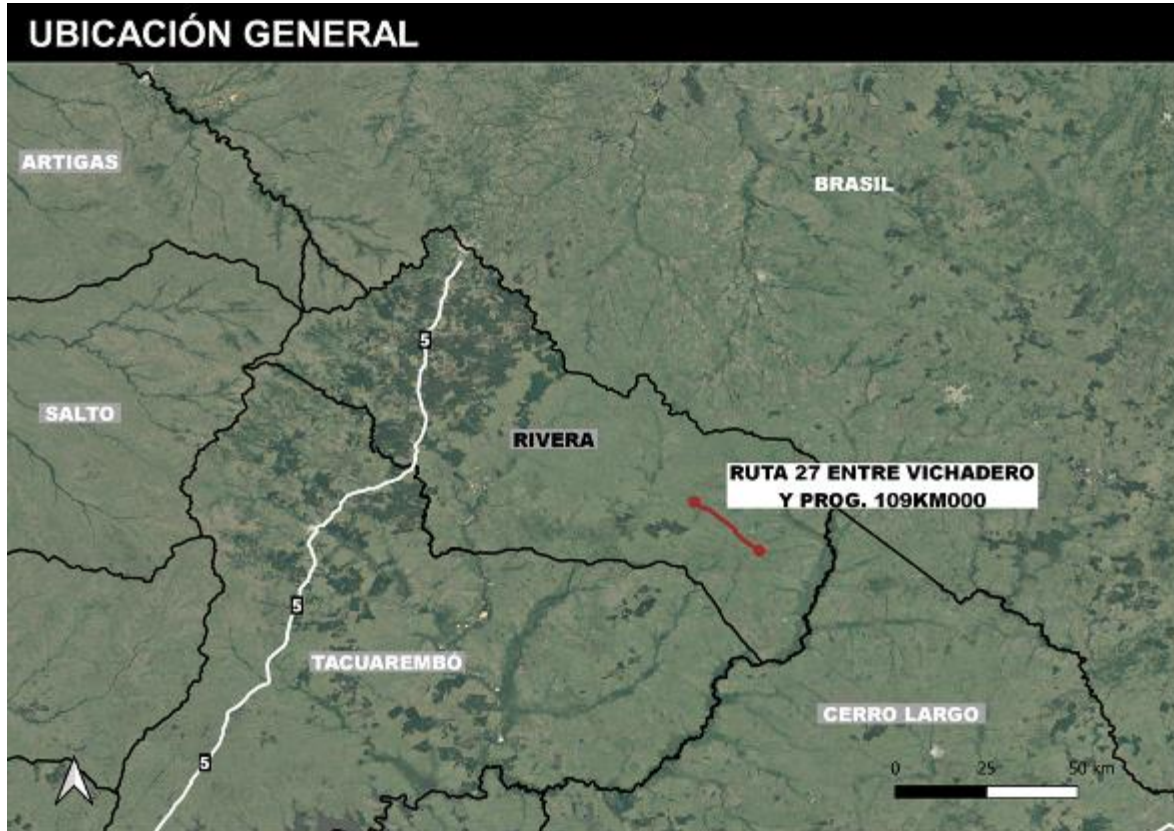 UBICACIÓN GENERAL
ARTIGAS
BRASIL
5
SALTO
RIVERA
RUTA 27 ENTRE VICHADERO
Y PROG. 109KM000
5
TACUAREMBÓ
CERRO LARGO
5
0 25 50 km